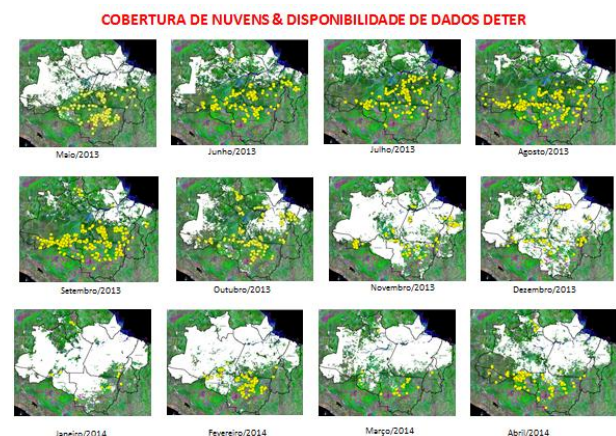 COBERTURA DE NUVENS & DISPONIBILIDADE DE DADOS DETER
Maio/2013
Junho/2013
Julho/2013
Agosto/2013
Setembro/2013
Outubro/2013
Novembro/2013
Dezembro/2013
Janeiro/2014
Fevereiro/2014
Março/2014
Abril/2014